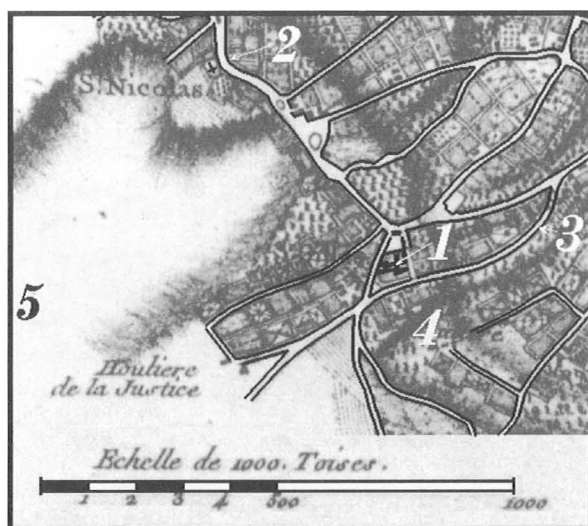 2
S.t Nicolas
1
3
5
4
Houliere
de la Justice
Echelle de 1000. Toises.
1 2 3 4 500 1000